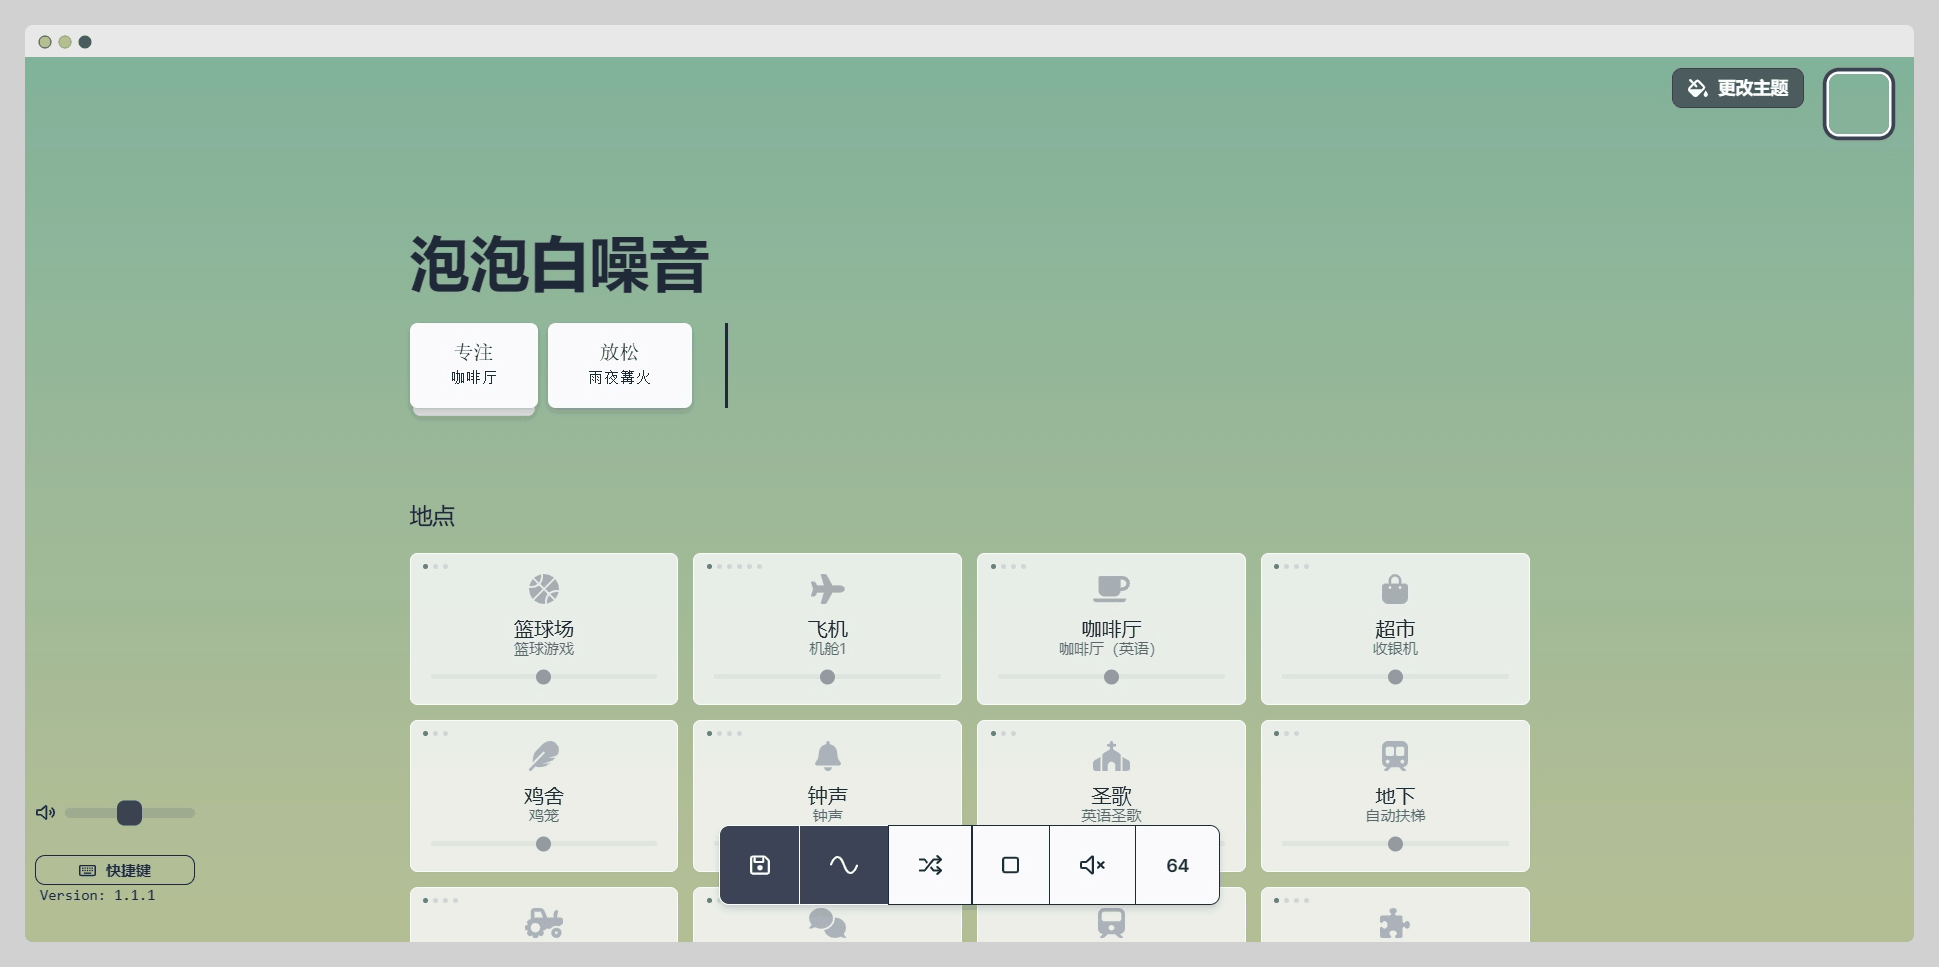 更改主题
泡泡白噪音
专注
咖啡厅
放松
雨夜篝火
地点
篮球场
篮球游戏
飞机
机舱1
咖啡厅
咖啡厅（英语）
超市
收银机
鸡舍
鸡笼
钟声
钟声
圣歌
英语圣歌
地下
自动扶梯
64
快捷键
Version: 1.1.1